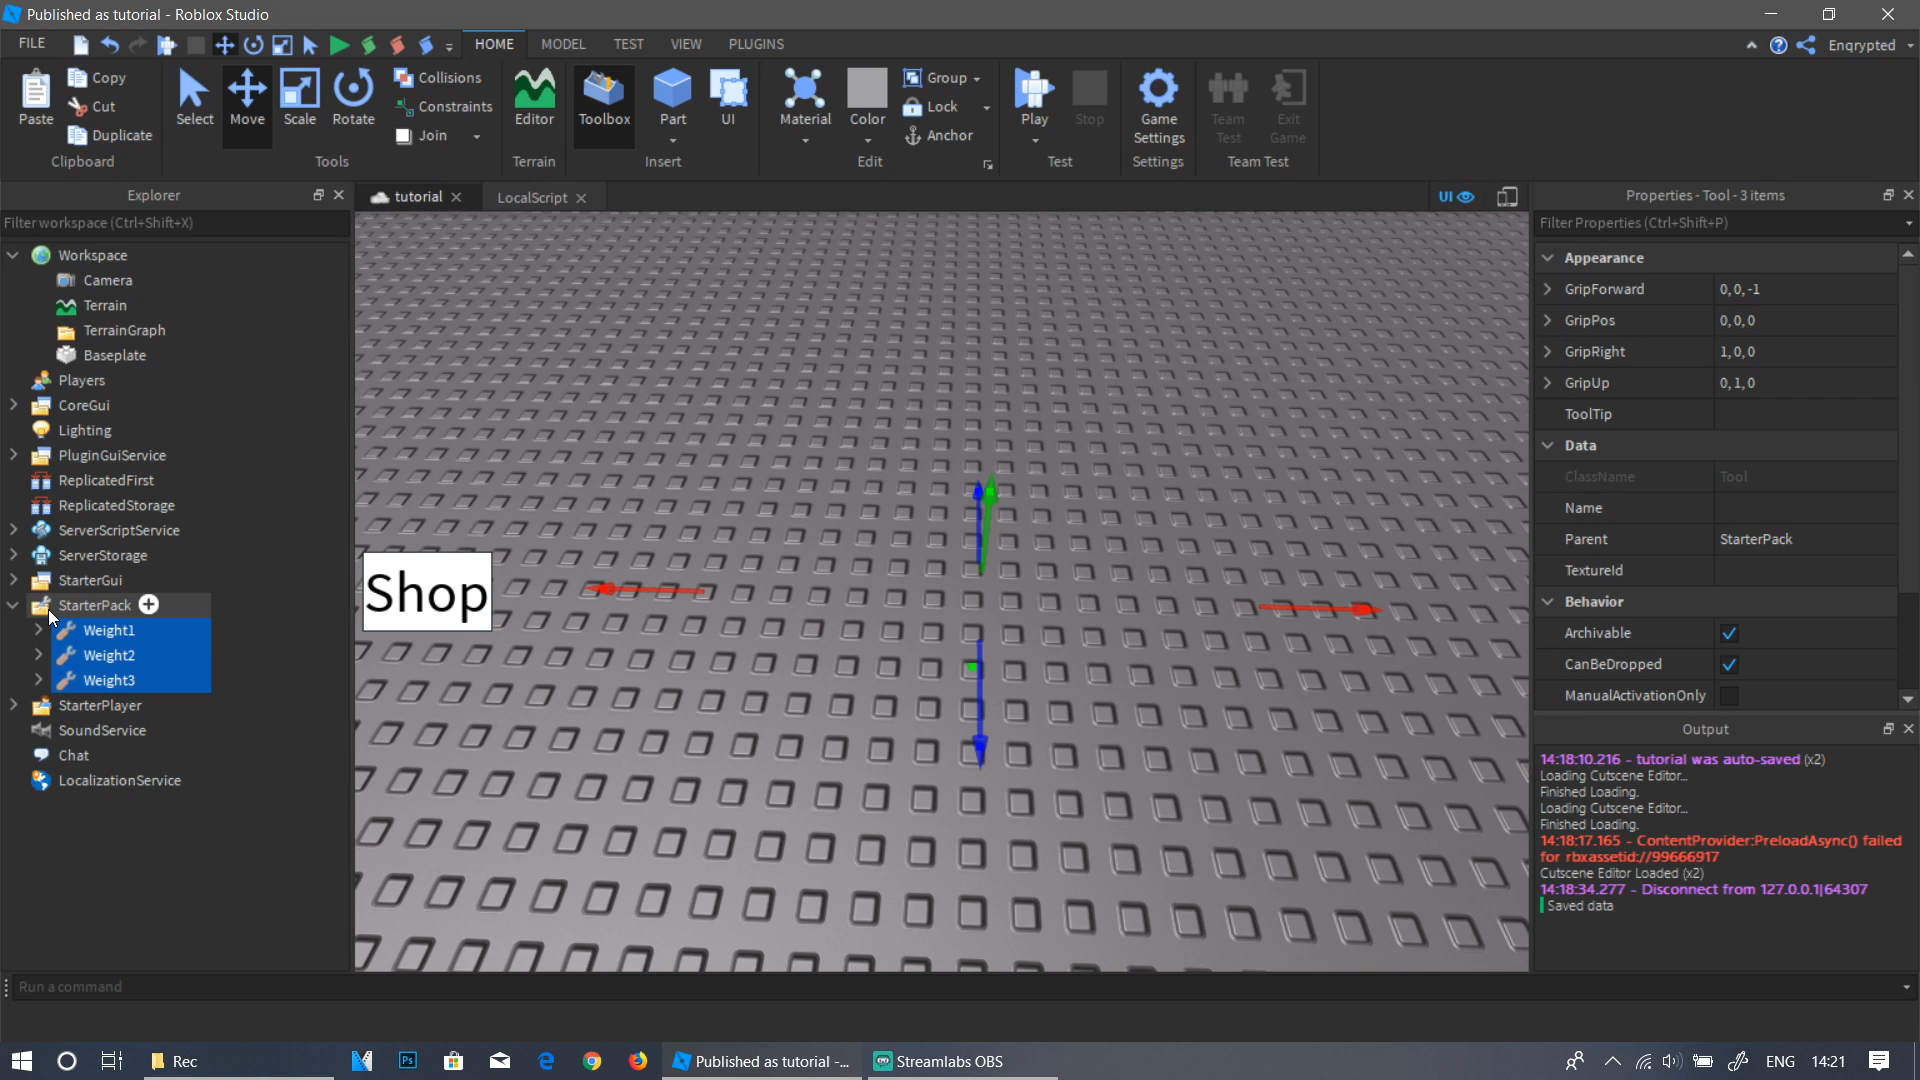 Published as tutorial - Roblox Studio
FILE
HOME
MODEL
TEST
VIEW
PLUGINS
Enqrypted
Paste
Copy
Cut
Duplicate
Clipboard
Select
Move
Scale
Rotate
Collisions
Constraints
Join
Tools
Editor
Terrain
Toolbox
Part
UI
Insert
Material
Color
Group
Lock
Anchor
Edit
Play
Stop
Test
Game
Settings
Settings
Team
Test
Exit
Game
Team Test
Explorer
Filter workspace (Ctrl+Shift+X)
Workspace
Camera
Terrain
TerrainGraph
Baseplate
Players
CoreGui
Lighting
PluginGuiService
ReplicatedFirst
ReplicatedStorage
ServerScriptService
ServerStorage
StarterGui
StarterPack
Weight1
Weight2
Weight3
StarterPlayer
SoundService
Chat
LocalizationService
tutorial
LocalScript
UI
Shop
Properties - Tool - 3 items
Filter Properties (Ctrl+Shift+P)
Appearance
GripForward 0, 0, -1
GripPos 0, 0, 0
GripRight 1, 0, 0
GripUp 0, 1, 0
ToolTip
Data
ClassName Tool
Name
Parent StarterPack
TextureId
Behavior
Archivable
CanBeDropped
ManualActivationOnly
Output
14:18:10.216 - tutorial was auto-saved (x2)
Loading Cutscene Editor...
Finished Loading.
Loading Cutscene Editor...
Finished Loading.
14:18:17.165 - ContentProvider:PreloadAsync() failed
for rbxassetid://99666917
Cutscene Editor Loaded (x2)
14:18:34.277 - Disconnect from 127.0.0.1|64307
Saved data
Run a command
Rec
Ps
Published as tutorial -...
Streamlabs OBS
ENG
14:21